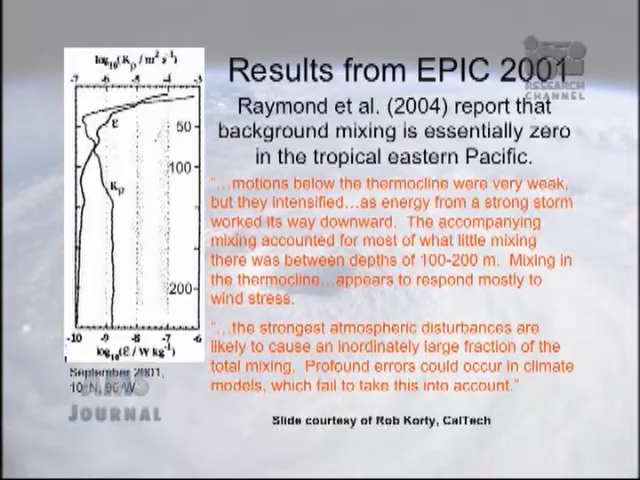 log10(Kρ/m² s⁻¹)
-7 -6 -5 -4 -3
ε
50
100
Kρ
200
-10 -9 -8 -7 -6
log10(ε/W kg⁻¹)
September 2001,
10°N, 95°W
JOURNAL
Results from EPIC 2001
RESEARCH
CHANNEL
Raymond et al. (2004) report that
background mixing is essentially zero
in the tropical eastern Pacific.
"…motions below the thermocline were very weak,
but they intensified…as energy from a strong storm
worked its way downward. The accompanying
mixing accounted for most of what little mixing
there was between depths of 100-200 m. Mixing in
the thermocline…appears to respond mostly to
wind stress.
"…the strongest atmospheric disturbances are
likely to cause an inordinately large fraction of the
total mixing. Profound errors could occur in climate
models, which fail to take this into account."
Slide courtesy of Rob Korty, CalTech